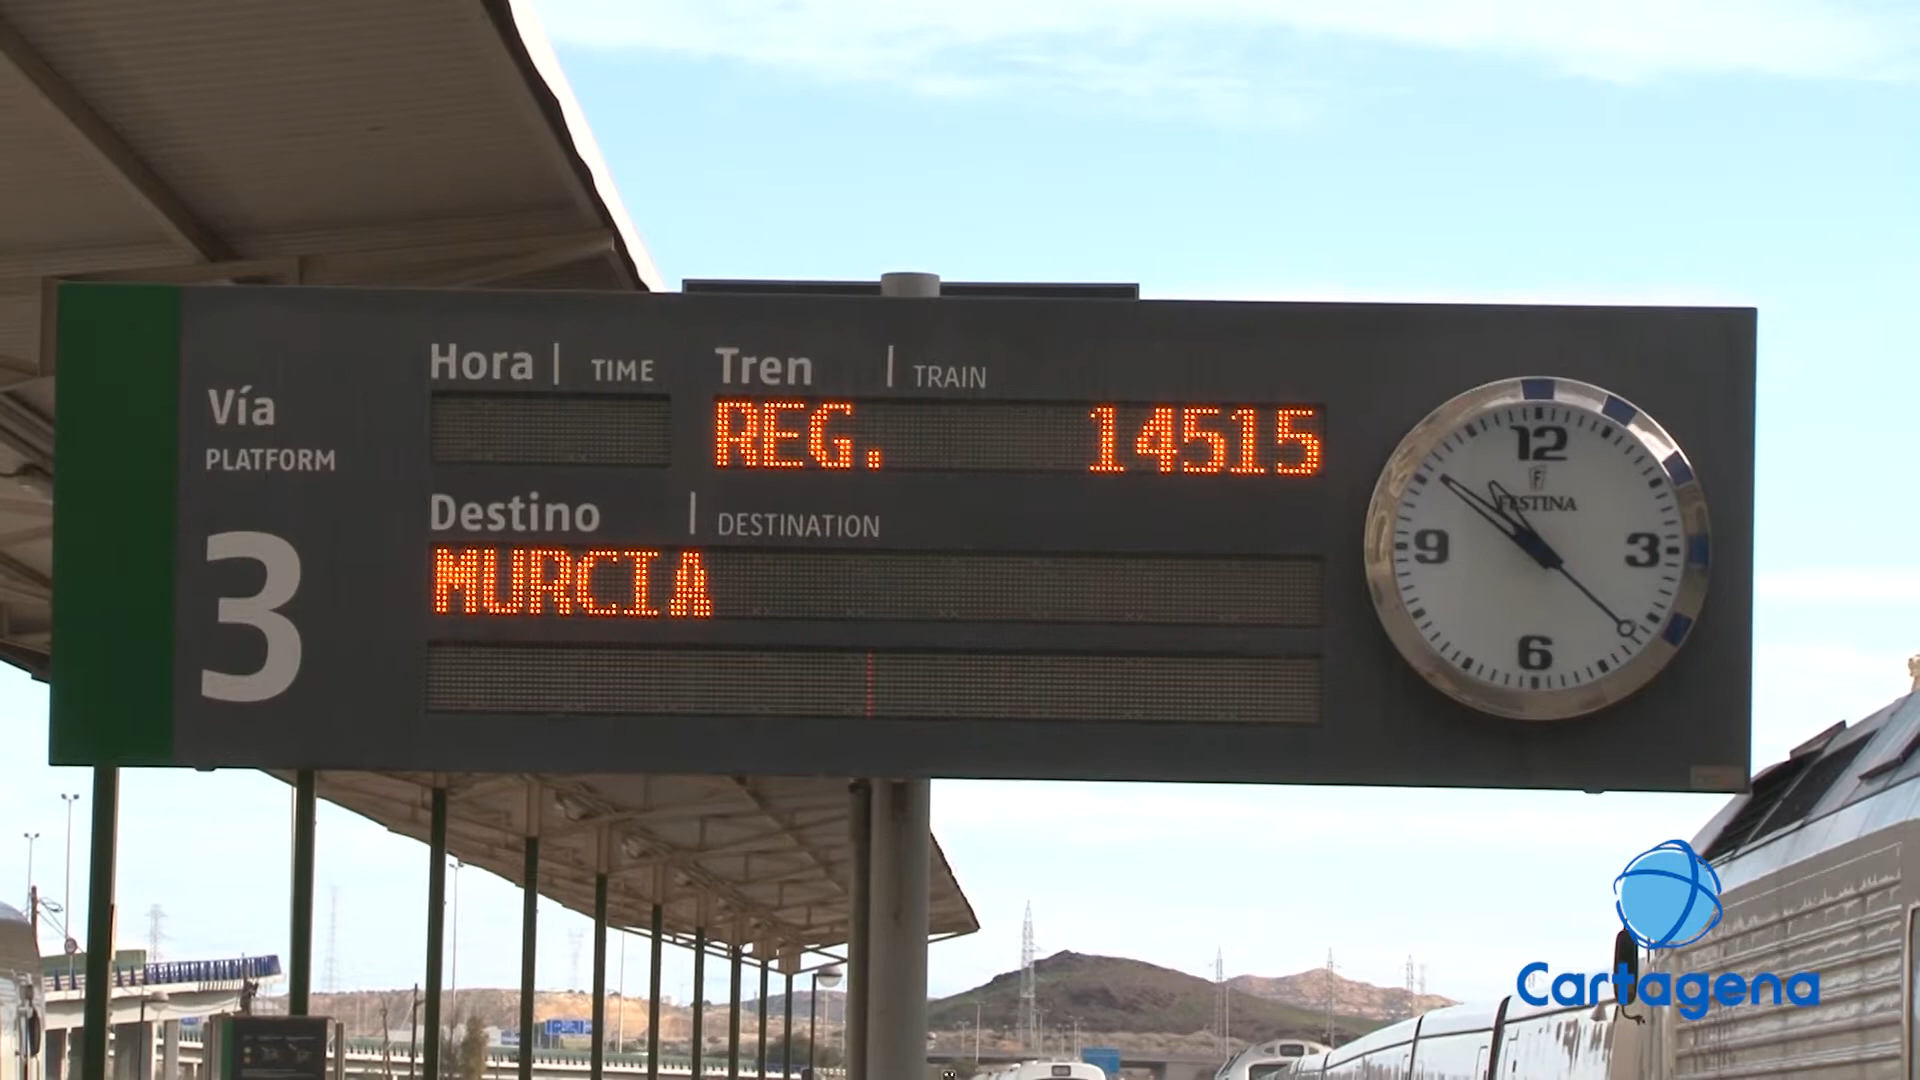 Hora | TIME
Tren | TRAIN
Vía
PLATFORM
3
REG. 14515
Destino | DESTINATION
MURCIA
12
FESTINA
9
3
6
Cartagena